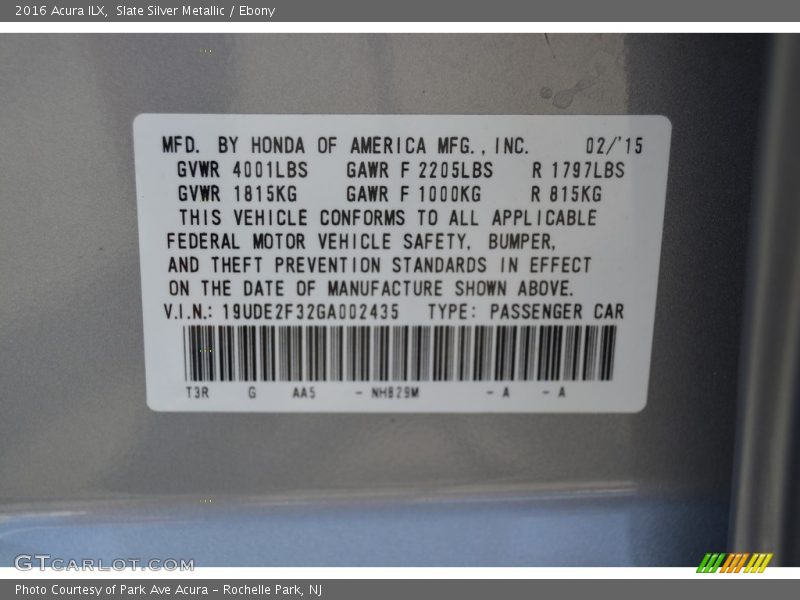 2016 Acura ILX,  Slate Silver Metallic / Ebony
MFD. BY HONDA OF AMERICA MFG., INC. 02/'15
GVWR 4001LBS GAWR F 2205LBS R 1797LBS
GVWR 1815KG GAWR F 1000KG R 815KG
THIS VEHICLE CONFORMS TO ALL APPLICABLE
FEDERAL MOTOR VEHICLE SAFETY, BUMPER,
AND THEFT PREVENTION STANDARDS IN EFFECT
ON THE DATE OF MANUFACTURE SHOWN ABOVE.
V.I.N.: 19UDE2F32GA002435 TYPE: PASSENGER CAR
T3R G AA5 - NH829M - A - A
GTCARLOT.COM
Photo Courtesy of Park Ave Acura - Rochelle Park, NJ